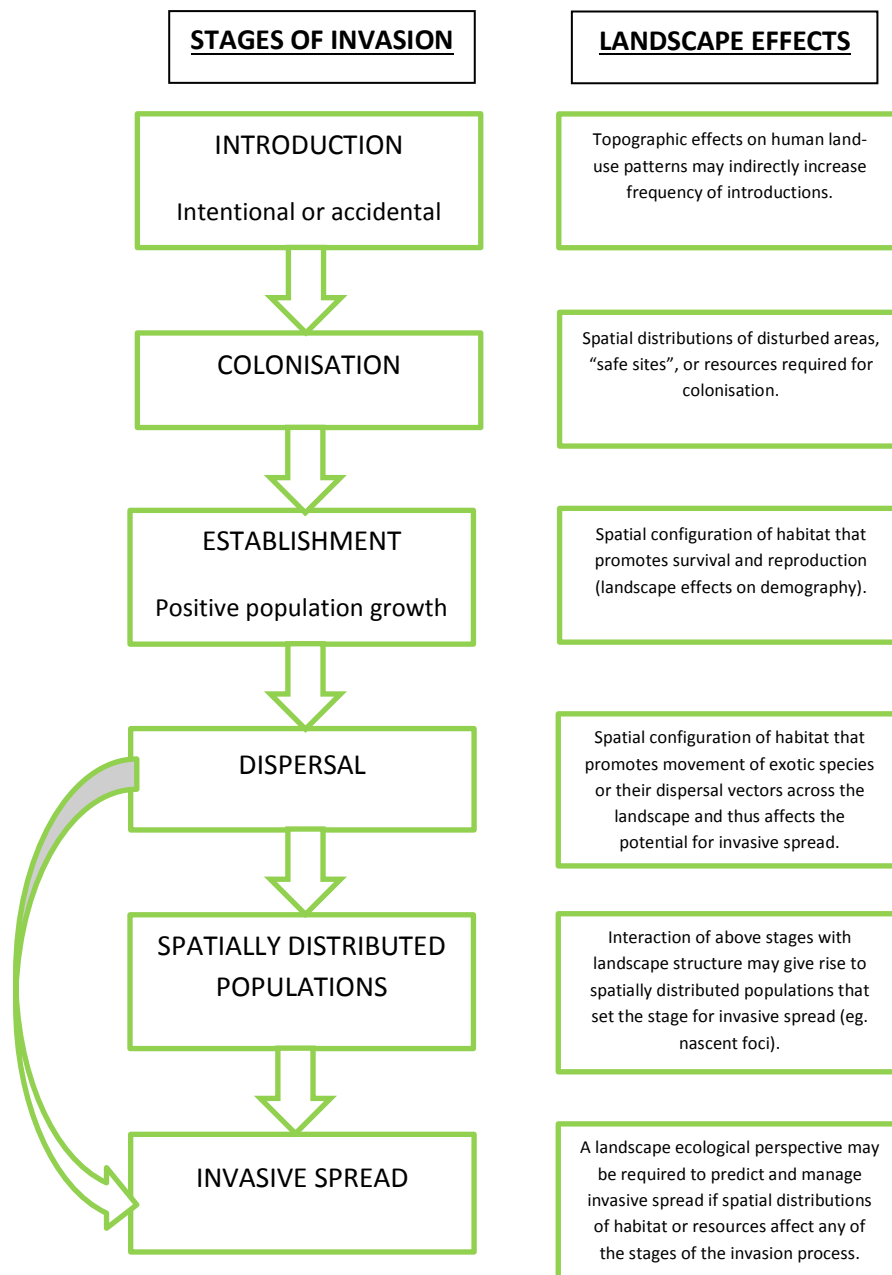 STAGES OF INVASION
LANDSCAPE EFFECTS
INTRODUCTION
Intentional or accidental
Topographic effects on human land-
use patterns may indirectly increase
frequency of introductions.
COLONISATION
Spatial distributions of disturbed areas,
“safe sites”, or resources required for
colonisation.
ESTABLISHMENT
Positive population growth
Spatial configuration of habitat that
promotes survival and reproduction
(landscape effects on demography).
DISPERSAL
Spatial configuration of habitat that
promotes movement of exotic species
or their dispersal vectors across the
landscape and thus affects the
potential for invasive spread.
SPATIALLY DISTRIBUTED
POPULATIONS
Interaction of above stages with
landscape structure may give rise to
spatially distributed populations that
set the stage for invasive spread (eg.
nascent foci).
INVASIVE SPREAD
A landscape ecological perspective may
be required to predict and manage
invasive spread if spatial distributions
of habitat or resources affect any of
the stages of the invasion process.